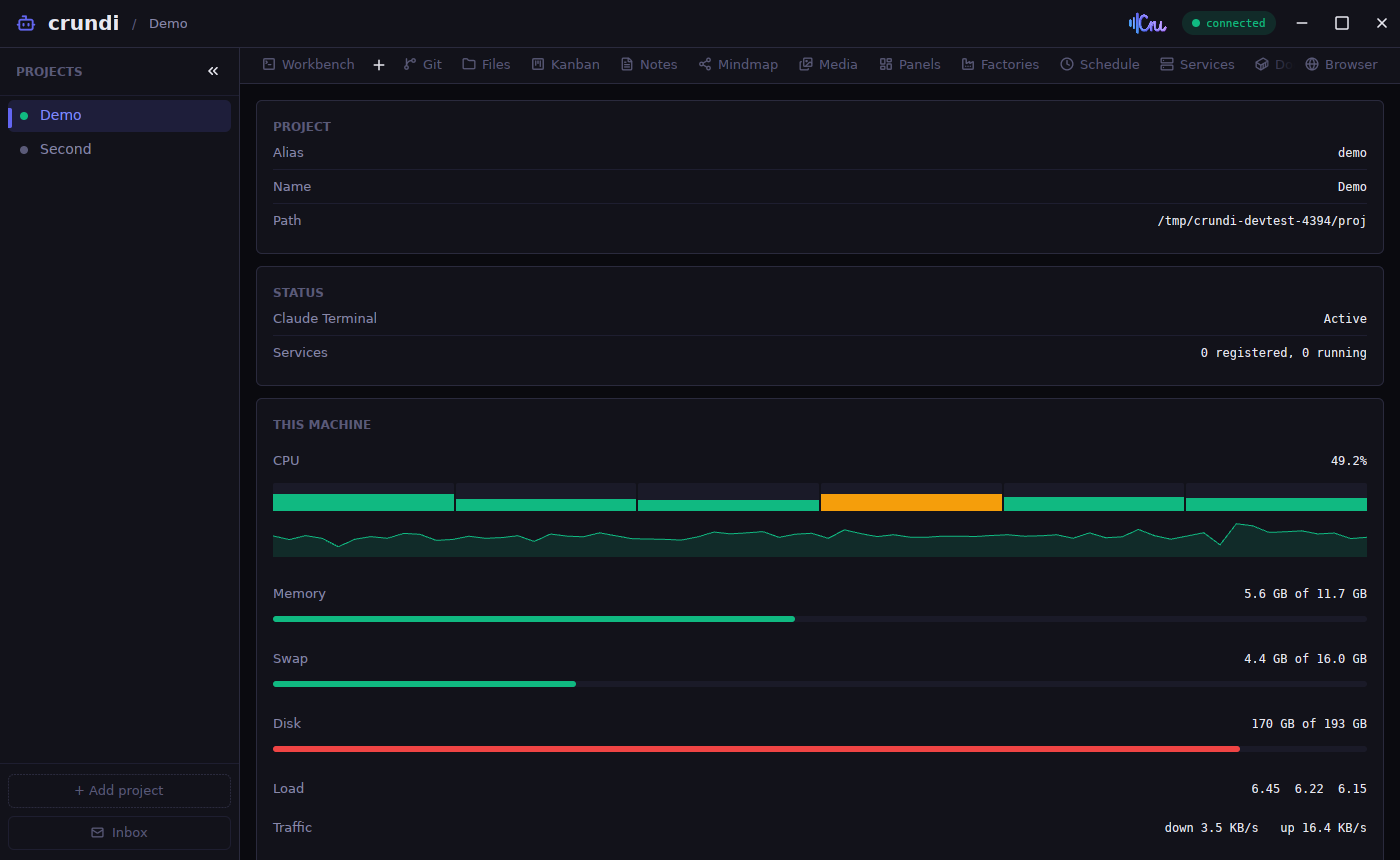 crundi / Demo Cru connected
PROJECTS
Workbench + Git Files Kanban Notes Mindmap Media Panels Factories Schedule Services Do Browser
Demo
Second
+ Add project
Inbox
PROJECT
Alias demo
Name Demo
Path /tmp/crundi-devtest-4394/proj
STATUS
Claude Terminal Active
Services 0 registered, 0 running
THIS MACHINE
CPU 49.2%
Memory 5.6 GB of 11.7 GB
Swap 4.4 GB of 16.0 GB
Disk 170 GB of 193 GB
Load 6.45 6.22 6.15
Traffic down 3.5 KB/s up 16.4 KB/s